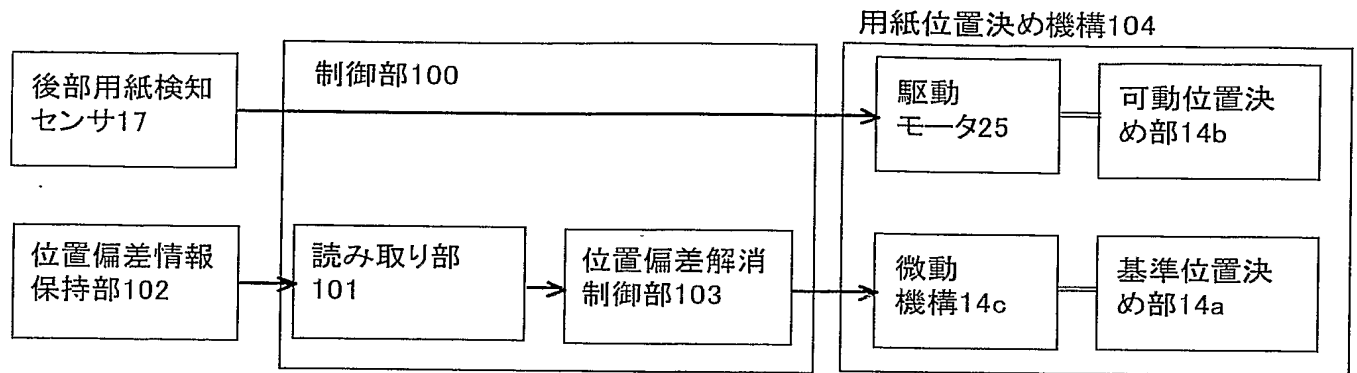 用紙位置決め機構104
後部用紙検知
センサ17
制御部100
駆動
モータ25
可動位置決
め部14b
位置偏差情報
保持部102
読み取り部
101
位置偏差解消
制御部103
微動
機構14c
基準位置決
め部14a